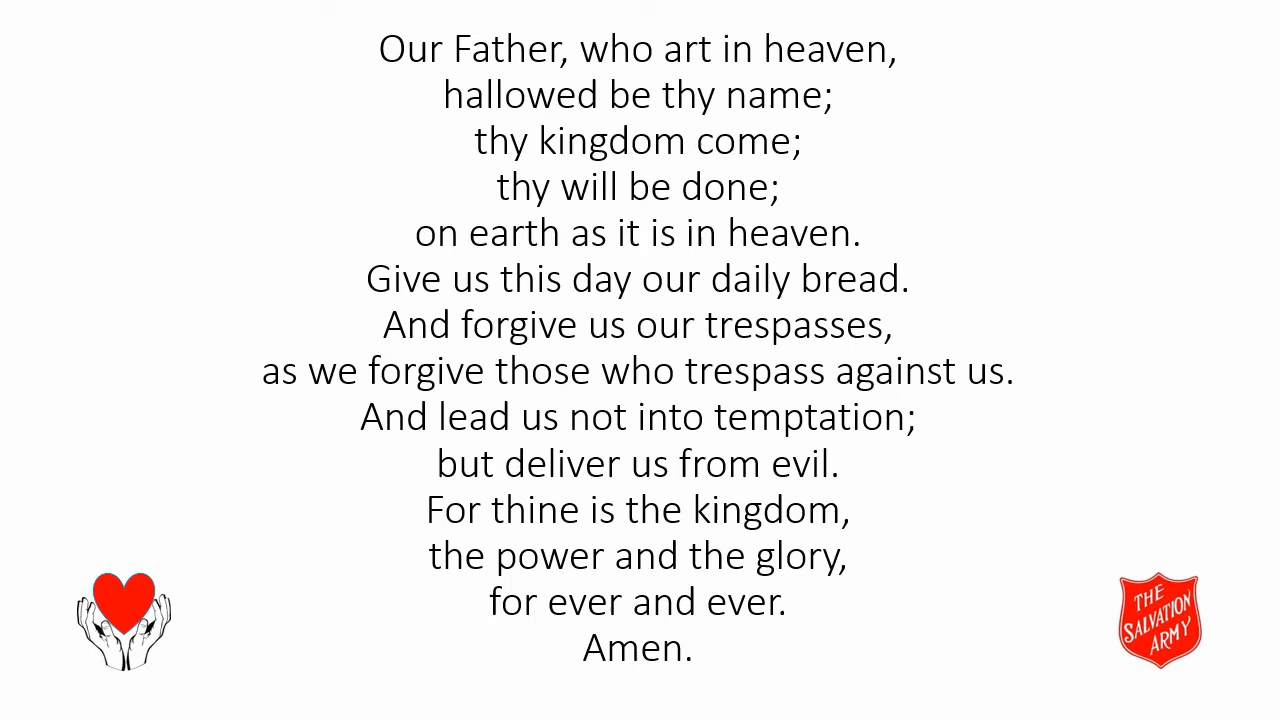 Our Father, who art in heaven,
hallowed be thy name;
thy kingdom come;
thy will be done;
on earth as it is in heaven.
Give us this day our daily bread.
And forgive us our trespasses,
as we forgive those who trespass against us.
And lead us not into temptation;
but deliver us from evil.
For thine is the kingdom,
the power and the glory,
for ever and ever.
Amen.
THE
SALVATION
ARMY